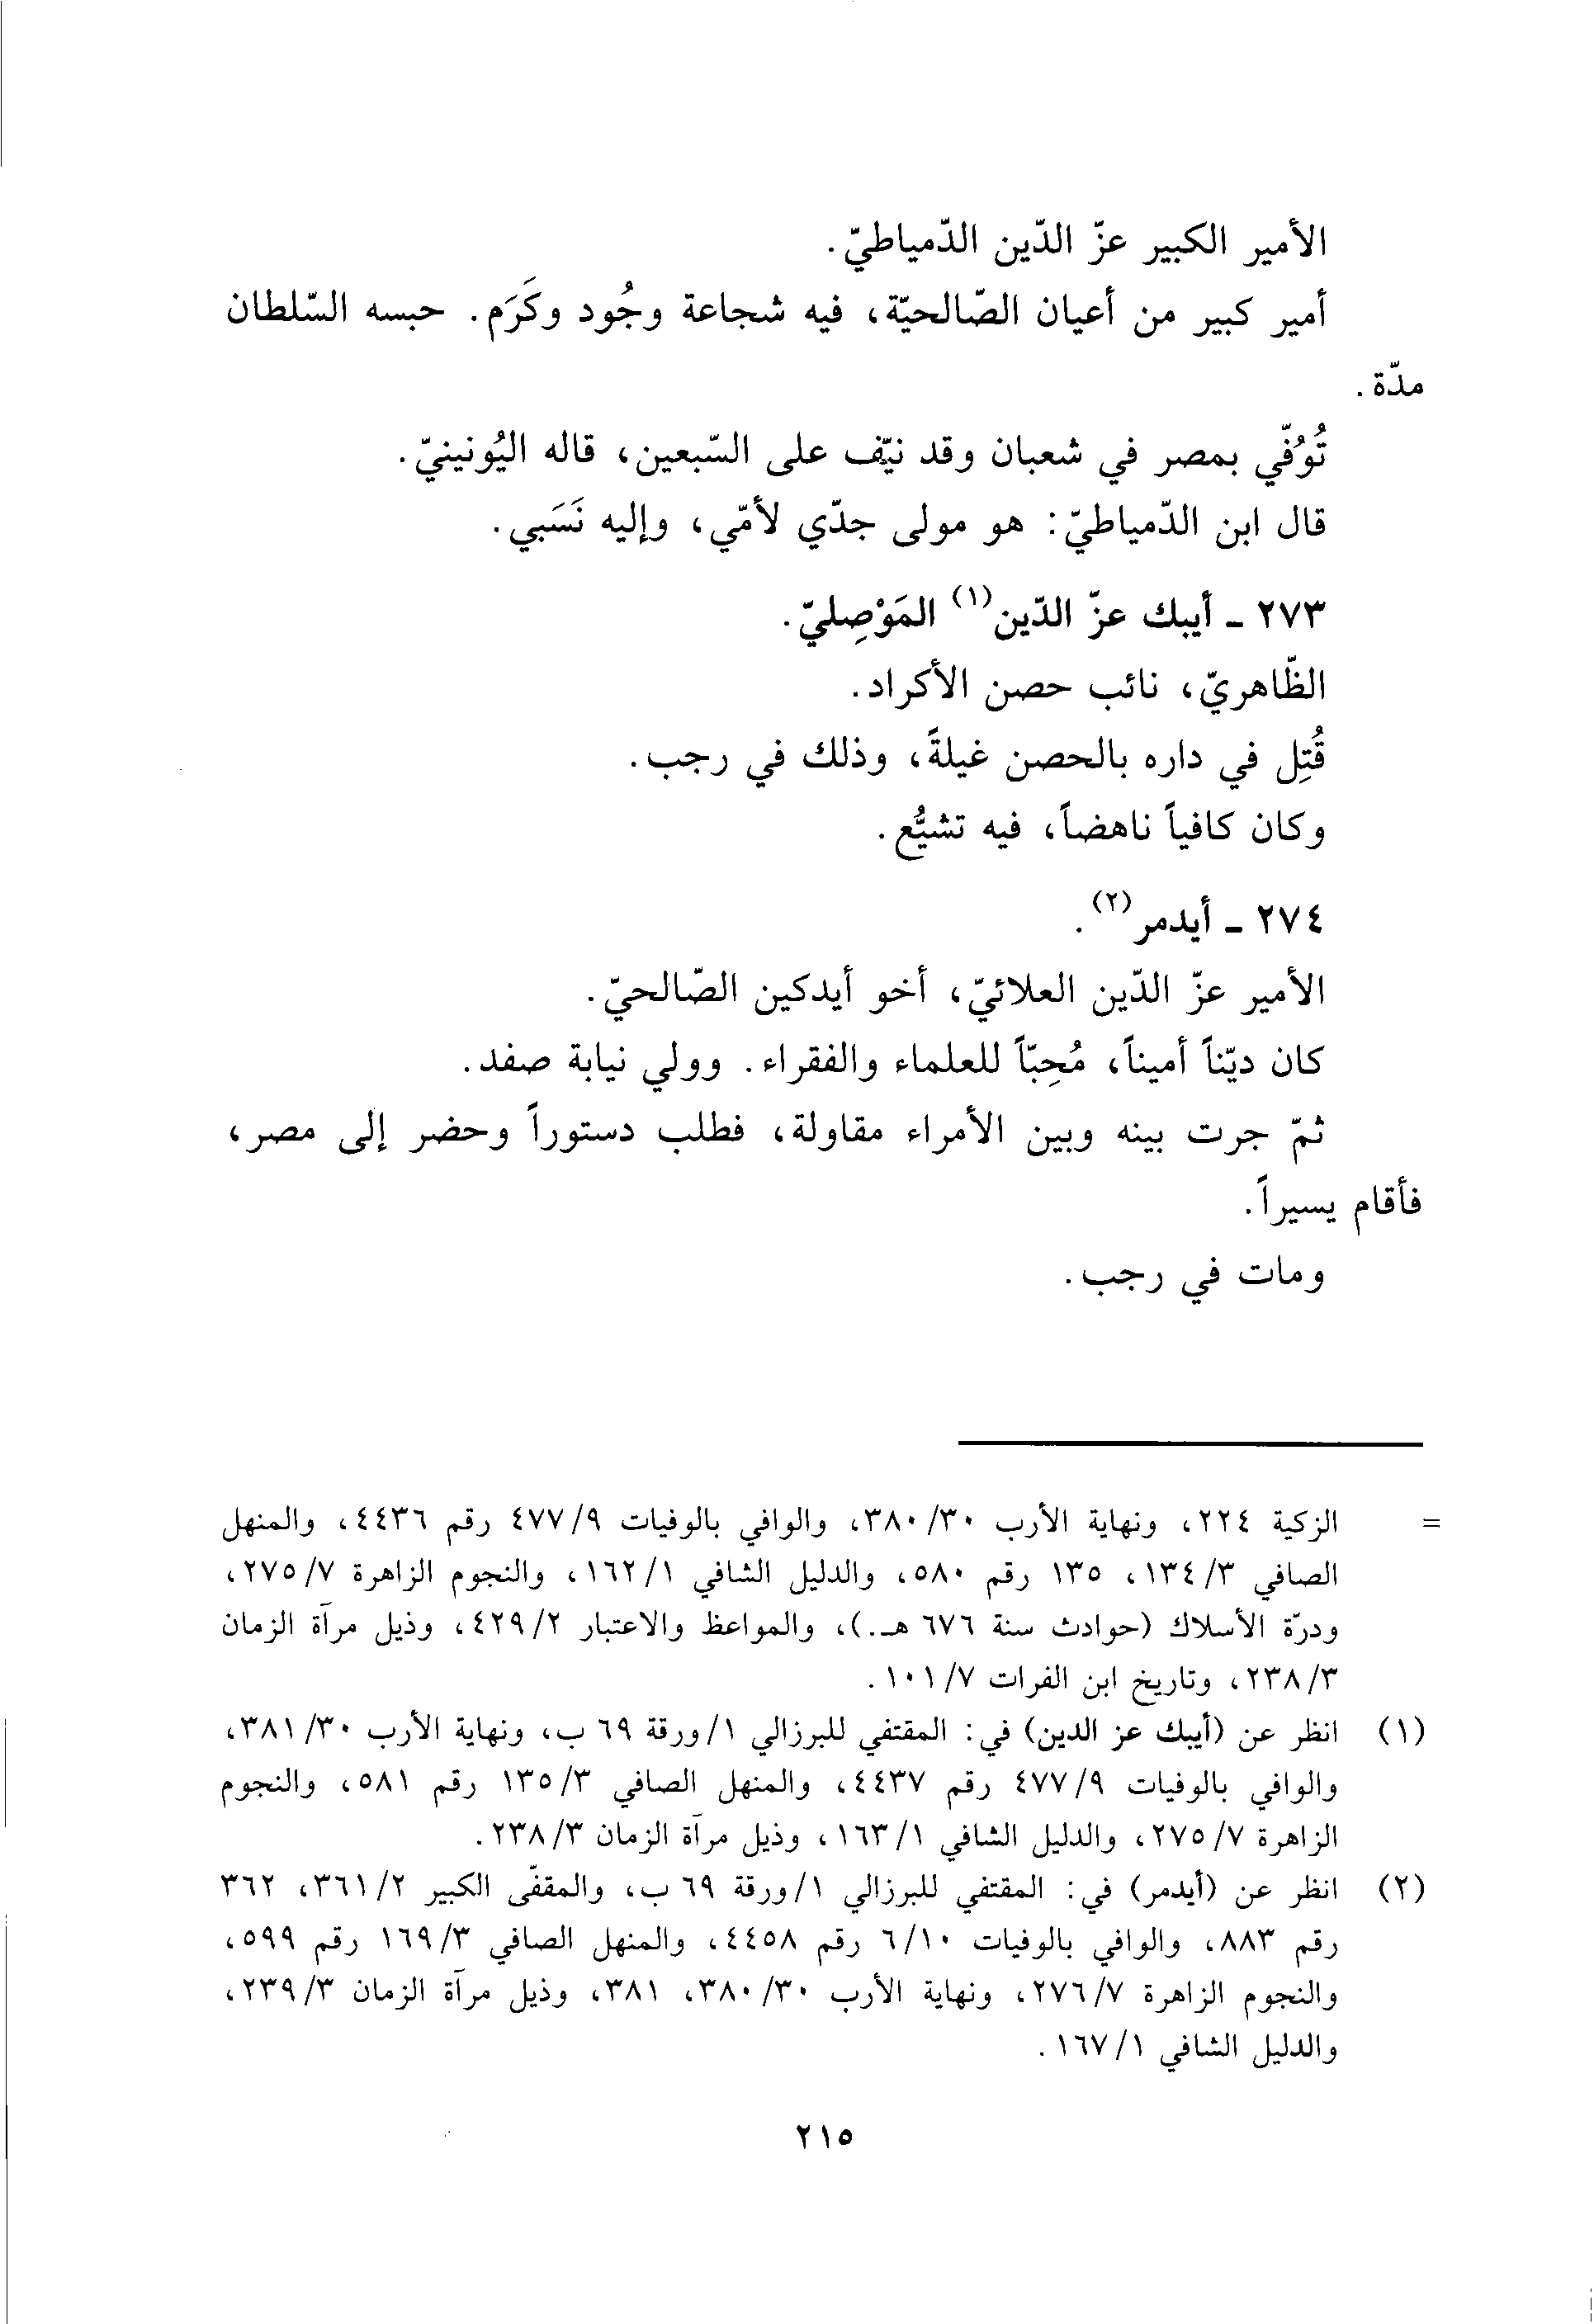 الأمير الكبير عزّ الدّين الدّمياطيّ.
أمير كبير من أعيان الصّالحيّة، فيه شجاعة وجُود وكَرَم. حبسه السّلطان
مدّة.
تُوُفّي بمصر في شعبان وقد نيّف على السّبعين، قاله اليُونينيّ.
قال ابن الدّمياطيّ: هو مولى جدّي لأمّي، وإليه نَسَبي.
٢٧٣ ـ أيبك عزّ الدّين(١) المَوْصِليّ.
الظّاهريّ، نائب حصن الأكراد.
قُتِل في داره بالحصن غيلةً، وذلك في رجب.
وكان كافياً ناهضاً، فيه تشيُّع.
٢٧٤ ـ أيدمر(٢).
الأمير عزّ الدّين العلائيّ، أخو أيدكين الصّالحيّ.
كان ديّناً أميناً، مُحِبّاً للعلماء والفقراء. وولي نيابة صفد.
ثمّ جرت بينه وبين الأمراء مقاولة، فطلب دستوراً وحضر إلى مصر،
فأقام يسيراً.
ومات في رجب.
= الزكية ٢٢٤، ونهاية الأرب ٣٠/ ٣٨٠، والوافي بالوفيات ٩/ ٤٧٧ رقم ٤٤٣٦، والمنهل
الصافي ٣/ ١٣٤، ١٣٥ رقم ٥٨٠، والدليل الشافي ١/ ١٦٢، والنجوم الزاهرة ٧/ ٢٧٥،
ودرّة الأسلاك (حوادث سنة ٦٧٦ هـ.)، والمواعظ والاعتبار ٢/ ٤٢٩، وذيل مرآة الزمان
٣/ ٢٣٨، وتاريخ ابن الفرات ٧/ ١٠١.
(١) انظر عن (أيبك عز الدين) في: المقتفي للبرزالي ١/ ورقة ٦٩ ب، ونهاية الأرب ٣٠/ ٣٨١،
والوافي بالوفيات ٩/ ٤٧٧ رقم ٤٤٣٧، والمنهل الصافي ٣/ ١٣٥ رقم ٥٨١، والنجوم
الزاهرة ٧/ ٢٧٥، والدليل الشافي ١/ ١٦٣، وذيل مرآة الزمان ٣/ ٢٣٨.
(٢) انظر عن (أيدمر) في: المقتفي للبرزالي ١/ ورقة ٦٩ ب، والمقفّى الكبير ٢/ ٣٦١، ٣٦٢
رقم ٨٨٣، والوافي بالوفيات ١٠/ ٦ رقم ٤٤٥٨، والمنهل الصافي ٣/ ١٦٩ رقم ٥٩٩،
والنجوم الزاهرة ٧/ ٢٧٦، ونهاية الأرب ٣٠/ ٣٨٠، ٣٨١، وذيل مرآة الزمان ٣/ ٢٣٩،
والدليل الشافي ١/ ١٦٧.
٢١٥